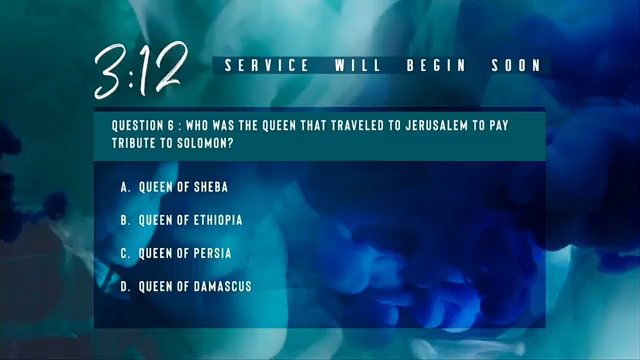 3:12
SERVICE WILL BEGIN SOON
QUESTION 6 : WHO WAS THE QUEEN THAT TRAVELED TO JERUSALEM TO PAY
TRIBUTE TO SOLOMON?
A. QUEEN OF SHEBA
B. QUEEN OF ETHIOPIA
C. QUEEN OF PERSIA
D. QUEEN OF DAMASCUS